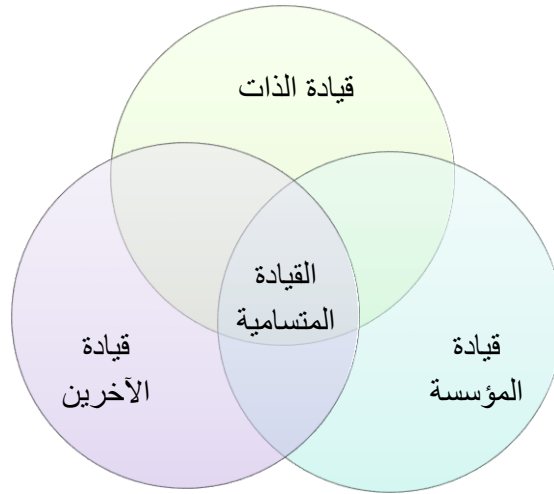 قيادة الذات
القيادة
المتسامية
قيادة
المؤسسة
قيادة
الآخرين